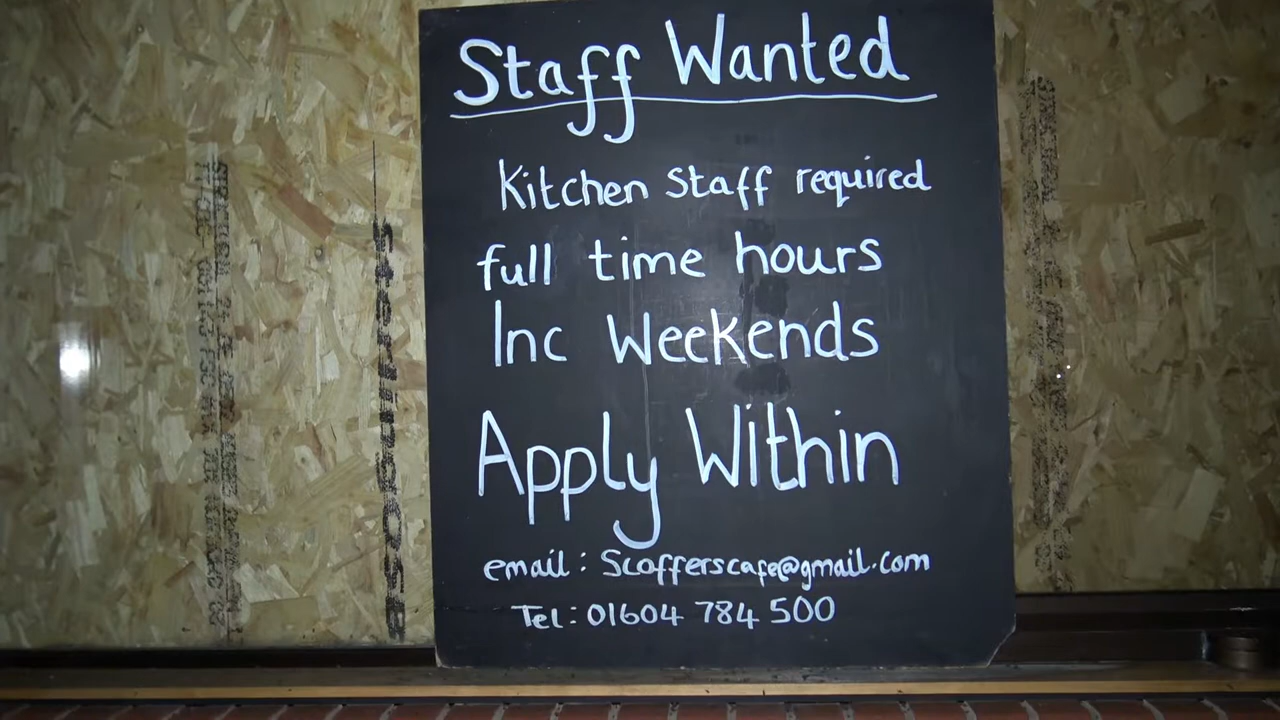 Staff Wanted
Kitchen Staff required
full time hours
Inc Weekends
Apply Within
email: Scofferscafe@gmail.com
Tel: 01604 784 500
SterlingOSB